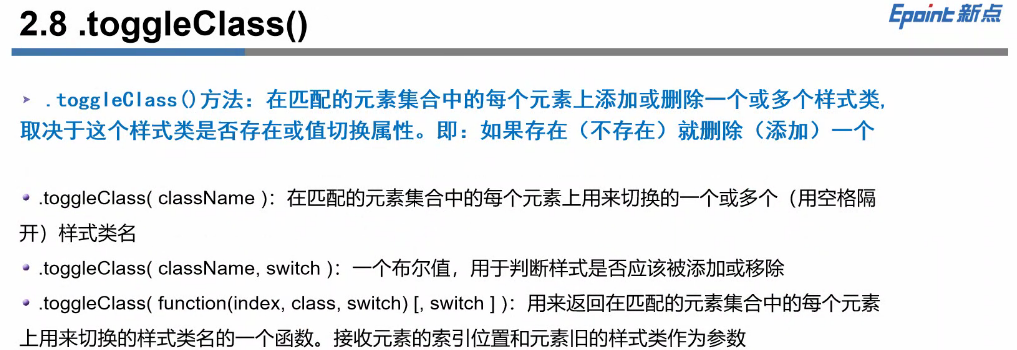 2.8 .toggleClass()
Epoint 新点
➢ .toggleClass()方法：在匹配的元素集合中的每个元素上添加或删除一个或多个样式类,
取决于这个样式类是否存在或值切换属性。即：如果存在（不存在）就删除（添加）一个
• .toggleClass( className )：在匹配的元素集合中的每个元素上用来切换的一个或多个（用空格隔
开）样式类名
• .toggleClass( className, switch )：一个布尔值，用于判断样式是否应该被添加或移除
• .toggleClass( function(index, class, switch) [, switch ] )：用来返回在匹配的元素集合中的每个元素
上用来切换的样式类名的一个函数。接收元素的索引位置和元素旧的样式类作为参数